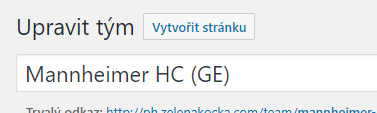 Upravit tým Vytvořit stránku
Mannheimer HC (GE)
Trvalý odkaz: http://ph.zelenakocka.com/team/mannheimer-